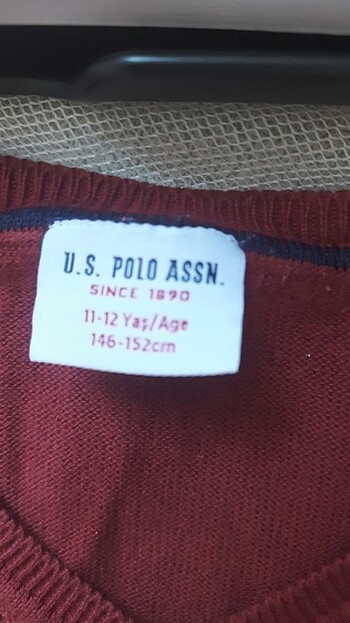 U.S. POLO ASSN.
SINCE 1890
11-12 Yaş/Age
146-152cm